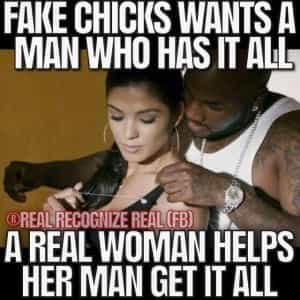 FAKE CHICKS WANTS A
MAN WHO HAS IT ALL
®REAL RECOGNIZE REAL (FB)
A REAL WOMAN HELPS
HER MAN GET IT ALL